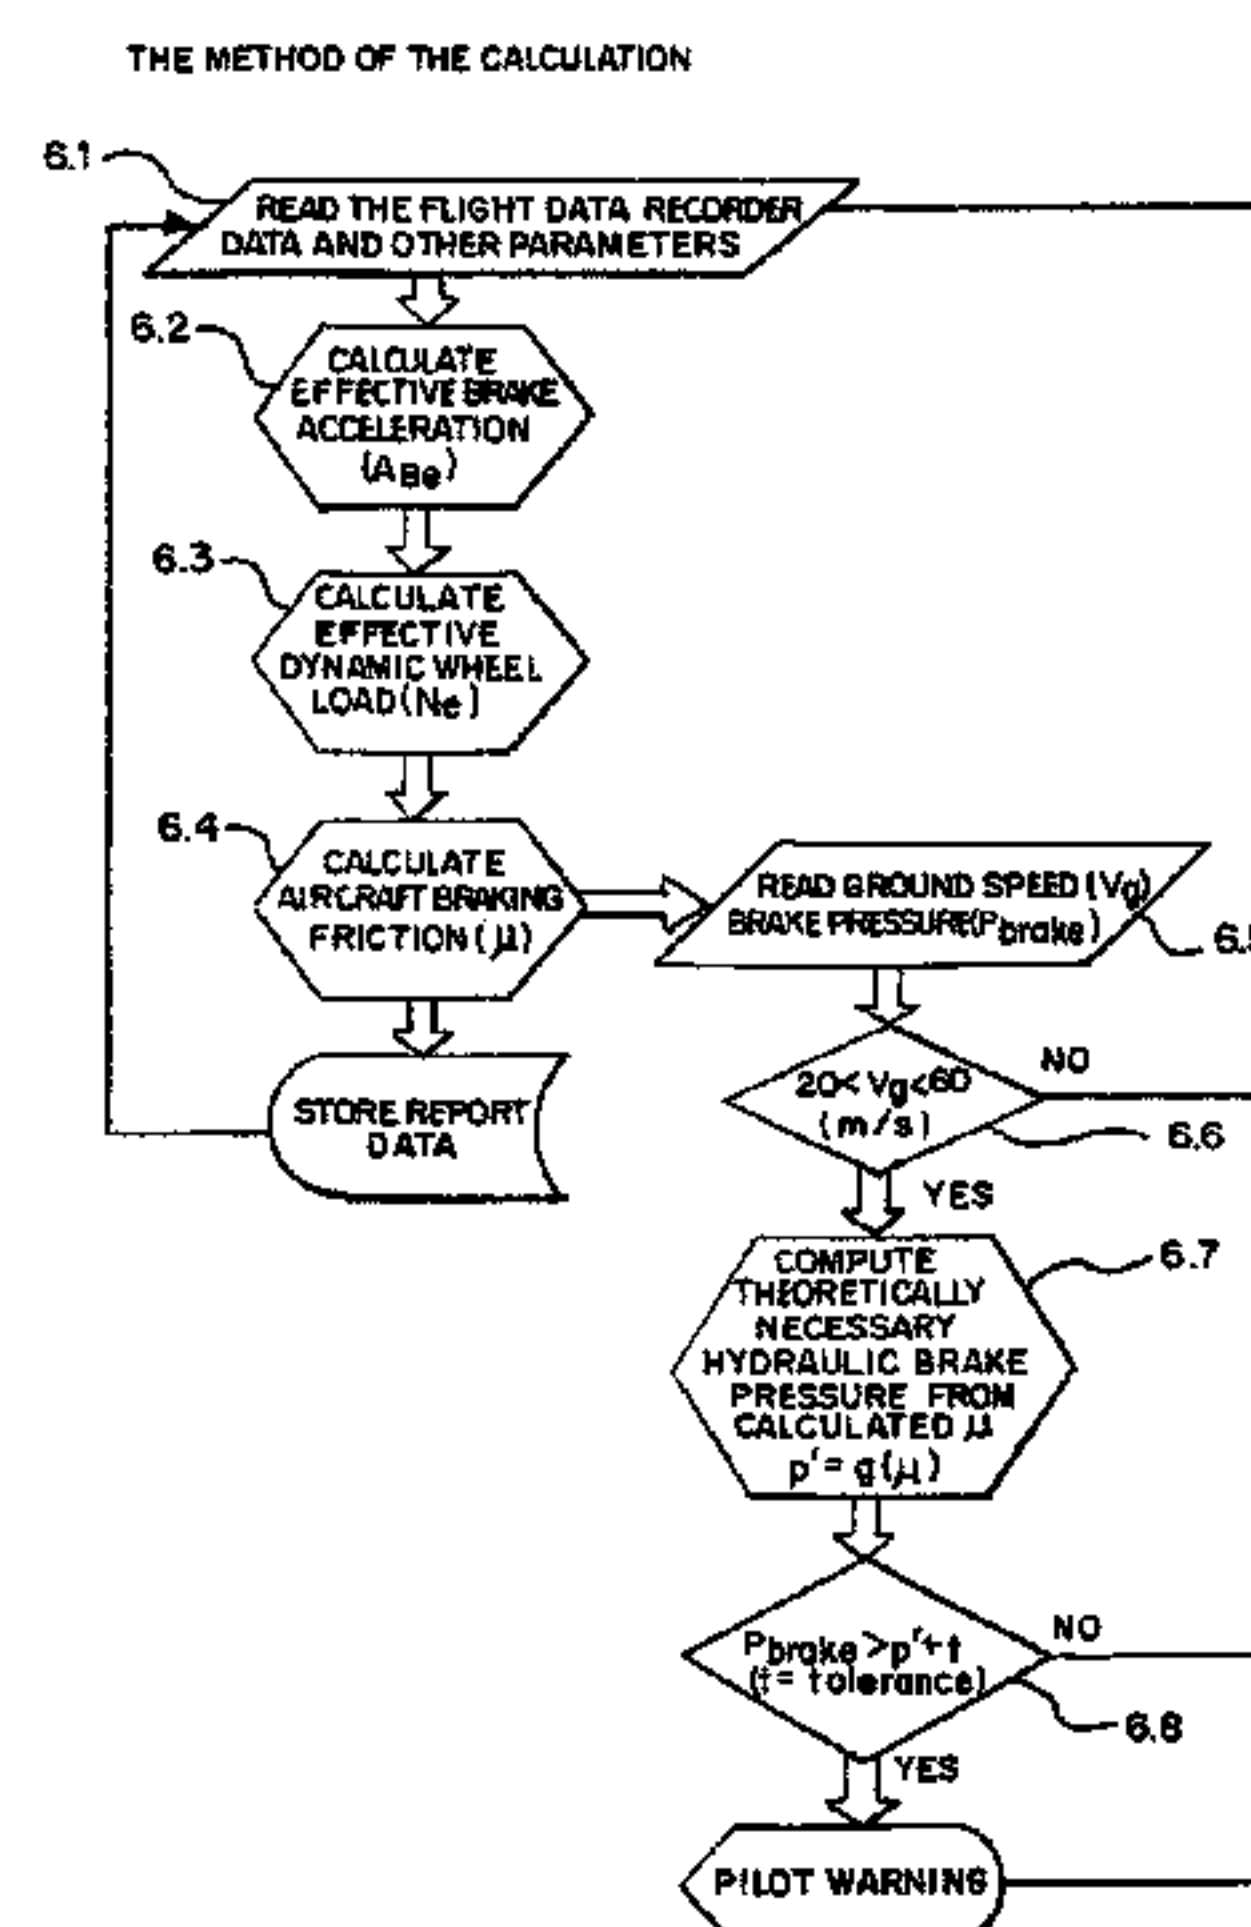 THE METHOD OF THE CALCULATION
6.1
READ THE FLIGHT DATA RECORDER
DATA AND OTHER PARAMETERS
6.2
CALCULATE
EFFECTIVE BRAKE
ACCELERATION
(ABe)
6.3
CALCULATE
EFFECTIVE
DYNAMIC WHEEL
LOAD(Ne)
6.4
CALCULATE
AIRCRAFT BRAKING
FRICTION(μ)
STORE REPORT
DATA
READ GROUND SPEED(Vg)
BRAKE PRESSURE(Pbrake)
6.5
20<Vg<60
(m/s)
NO
6.6
YES
6.7
COMPUTE
THEORETICALLY
NECESSARY
HYDRAULIC BRAKE
PRESSURE FROM
CALCULATED μ
p'=g(μ)
Pbrake>p'+t
(t= tolerance)
NO
6.8
YES
PILOT WARNING